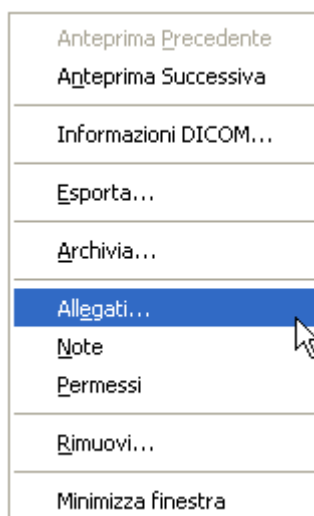 Anteprima Precedente
Anteprima Successiva
Informazioni DICOM...
Esporta...
Archivia...
Allegati...
Note
Permessi
Rimuovi...
Minimizza finestra